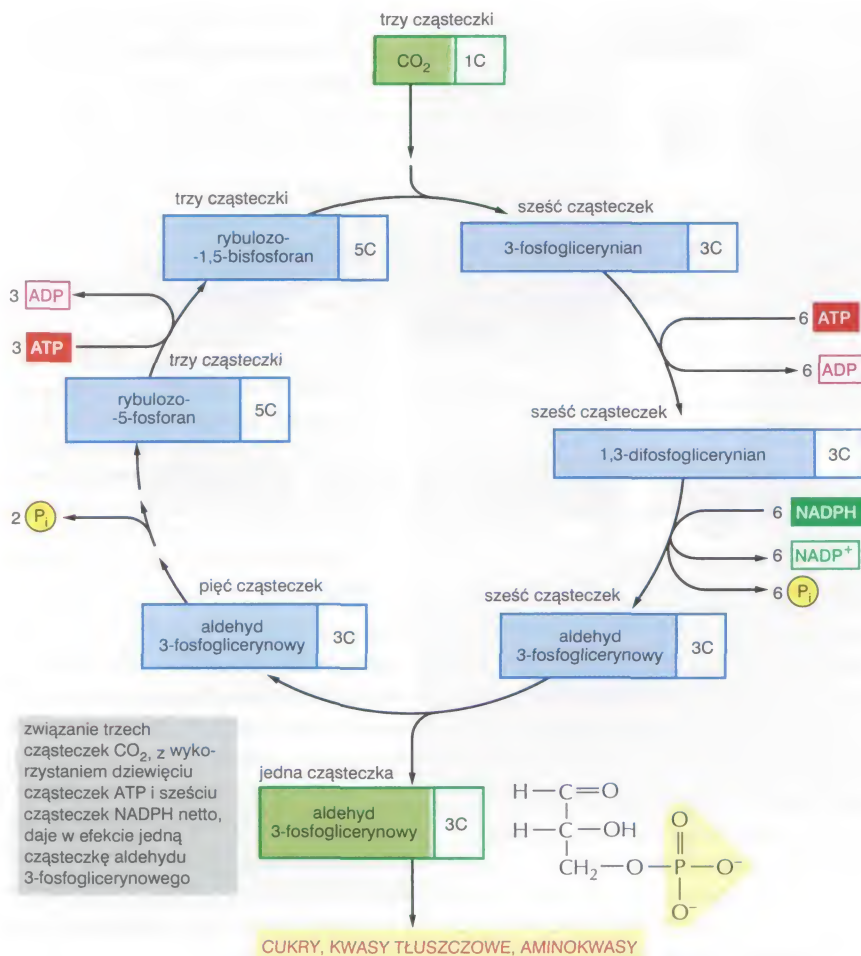 trzy cząsteczki
CO₂ 1C
trzy cząsteczki
rybulozo-
-1,5-bisfosforan
5C
sześć cząsteczek
3-fosfoglicerynian 3C
3 ADP
3 ATP
6 ATP
6 ADP
trzy cząsteczki
rybulozo-
-5-fosforan
5C
sześć cząsteczek
1,3-difosfoglicerynian 3C
6 NADPH
6 NADP⁺
6 Pᵢ
2 Pᵢ
pięć cząsteczek
aldehyd
3-fosfoglicerynowy
3C
sześć cząsteczek
aldehyd
3-fosfoglicerynowy
3C
związanie trzech
cząsteczek CO₂, z wyko-
rzystaniem dziewięciu
cząsteczek ATP i sześciu
cząsteczek NADPH netto,
daje w efekcie jedną
cząsteczkę aldehydu
3-fosfoglicerynowego
jedna cząsteczka
aldehyd
3-fosfoglicerynowy
3C
H—C=O
H—C—OH
CH₂—O—P—O⁻
O
O⁻
CUKRY, KWASY TŁUSZCZOWE, AMINOKWASY